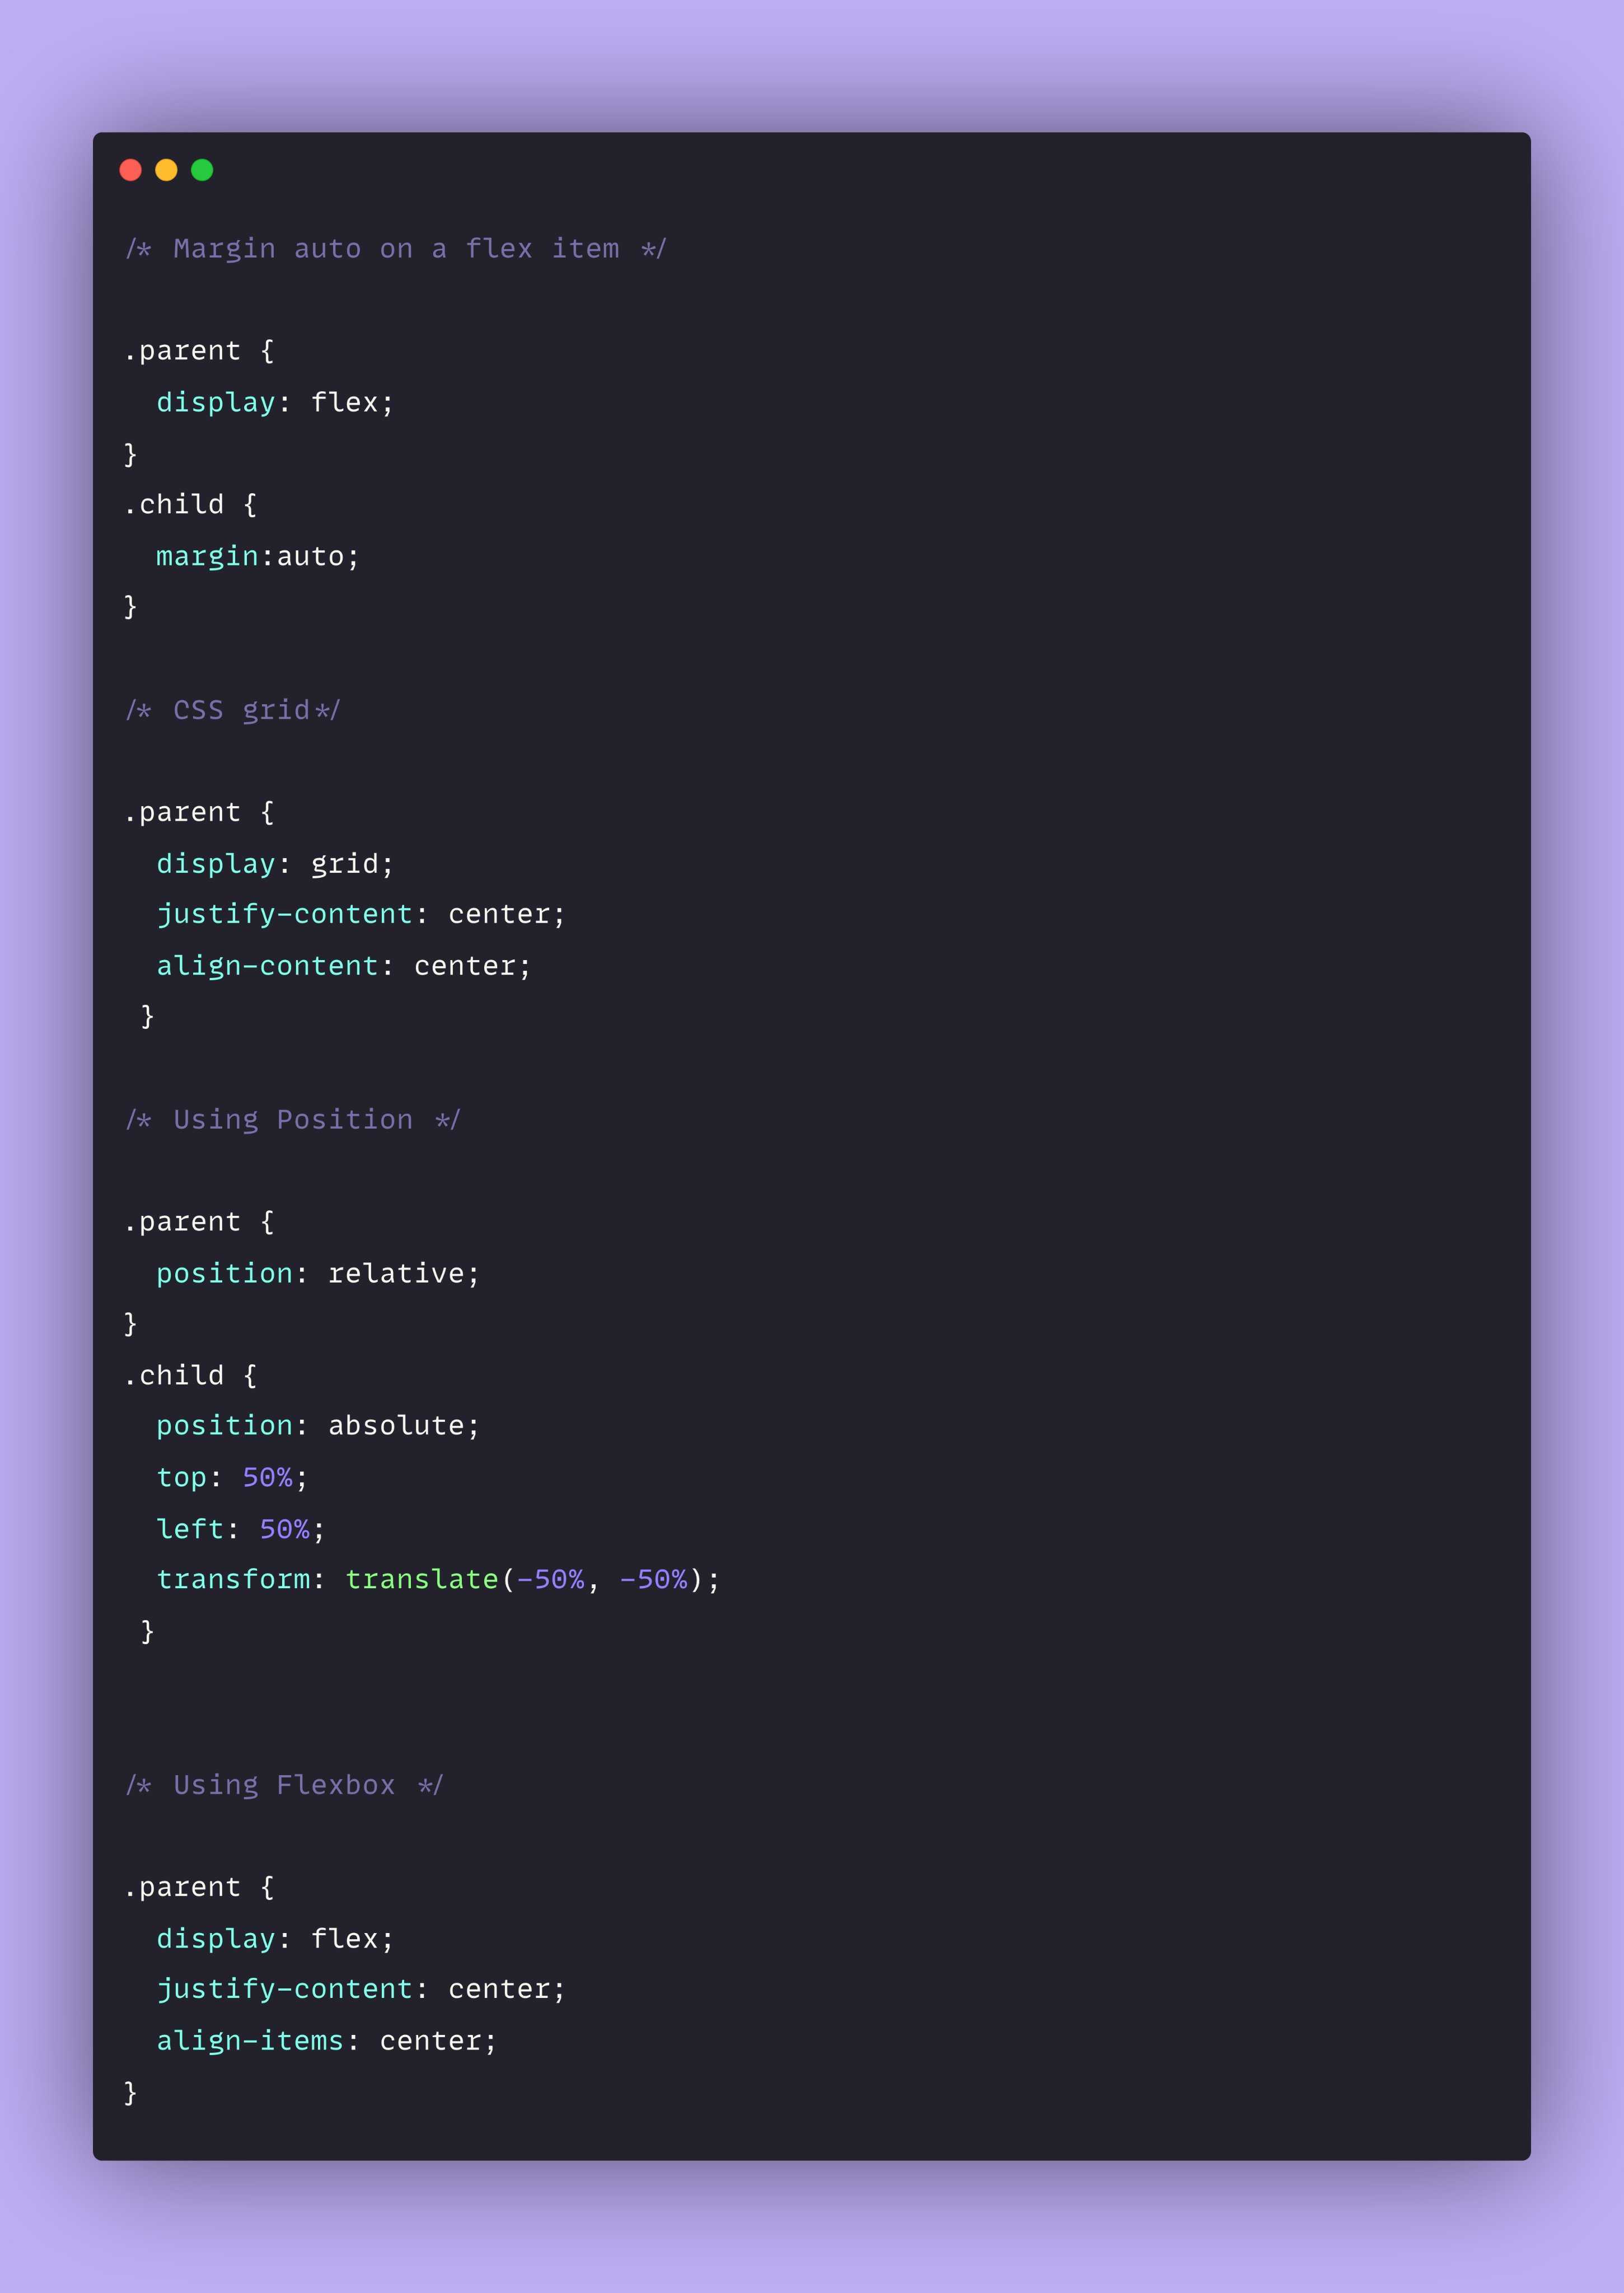 /* Margin auto on a flex item */
.parent {
  display: flex;
}
.child {
  margin:auto;
}
/* CSS grid*/
.parent {
  display: grid;
  justify-content: center;
  align-content: center;
 }
/* Using Position */
.parent {
  position: relative;
}
.child {
  position: absolute;
  top: 50%;
  left: 50%;
  transform: translate(-50%, -50%);
 }
/* Using Flexbox */
.parent {
  display: flex;
  justify-content: center;
  align-items: center;
}